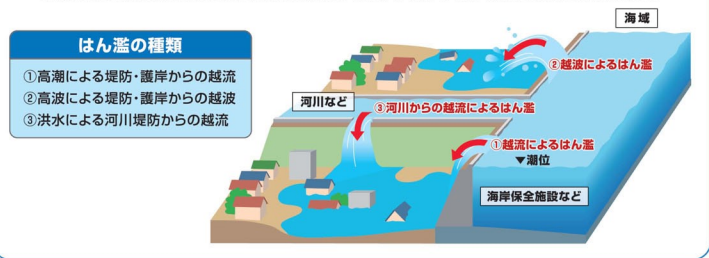 はん濫の種類
①高潮による堤防・護岸からの越流
②高波による堤防・護岸からの越波
③洪水による河川堤防からの越流
海域
②越波によるはん濫
河川など
③河川からの越流によるはん濫
①越流によるはん濫
▼潮位
海岸保全施設など